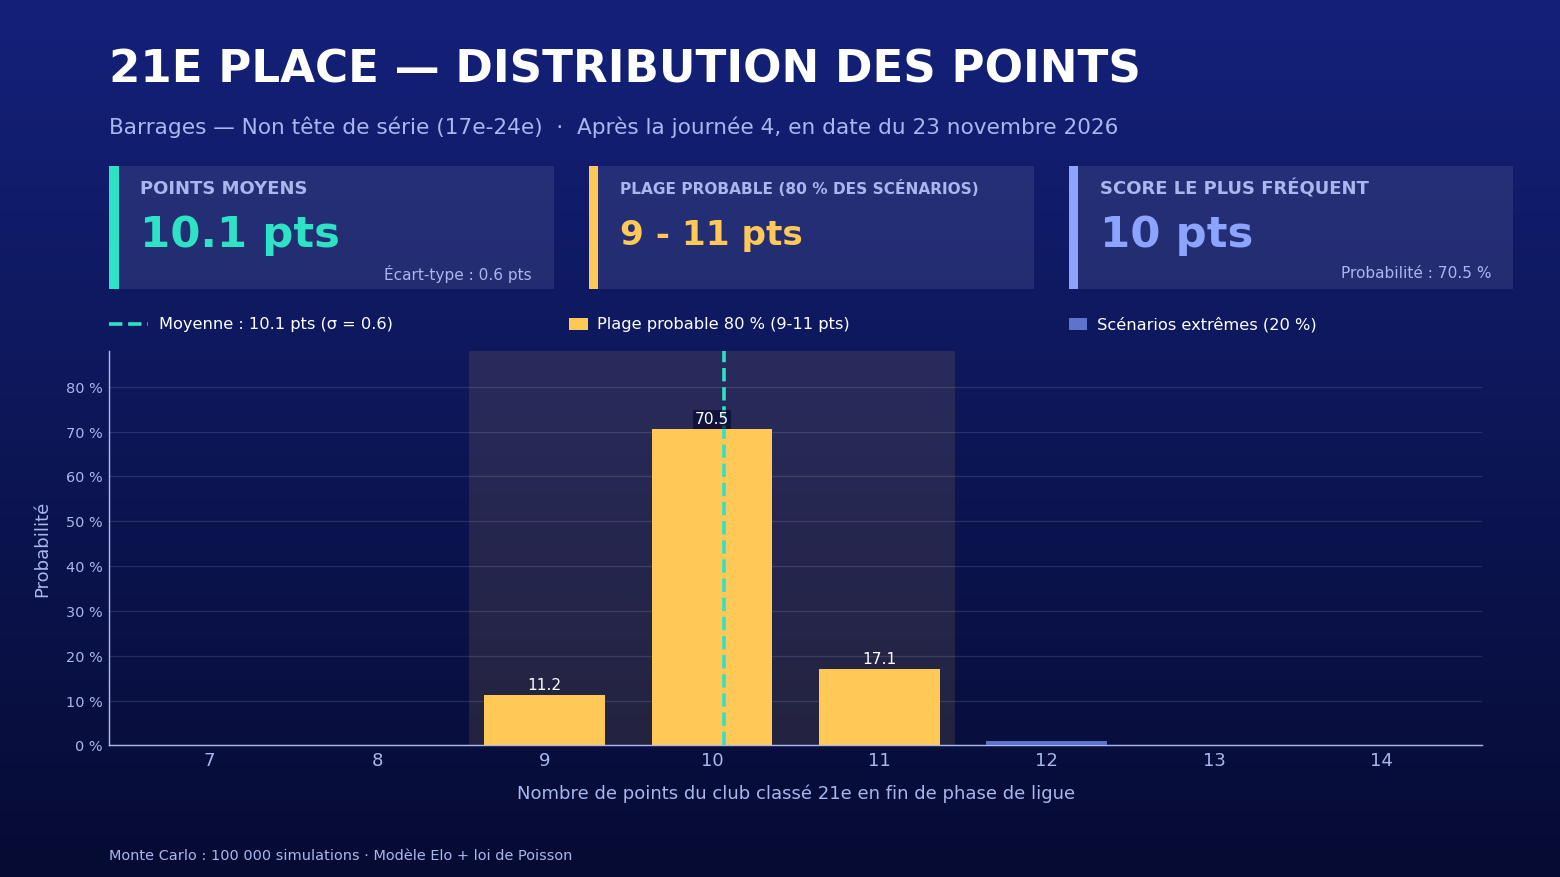 21E PLACE — DISTRIBUTION DES POINTS
Barrages — Non tête de série (17e-24e)  ·  Après la journée 4, en date du 23 novembre 2026
POINTS MOYENS
10.1 pts
Écart-type : 0.6 pts
PLAGE PROBABLE (80 % DES SCÉNARIOS)
9 - 11 pts
SCORE LE PLUS FRÉQUENT
10 pts
Probabilité : 70.5 %
Moyenne : 10.1 pts (σ = 0.6)
Plage probable 80 % (9-11 pts)
Scénarios extrêmes (20 %)
Probabilité
80 %
70 %
60 %
50 %
40 %
30 %
20 %
10 %
0 %
11.2
70.5
17.1
7
8
9
10
11
12
13
14
Nombre de points du club classé 21e en fin de phase de ligue
Monte Carlo : 100 000 simulations · Modèle Elo + loi de Poisson